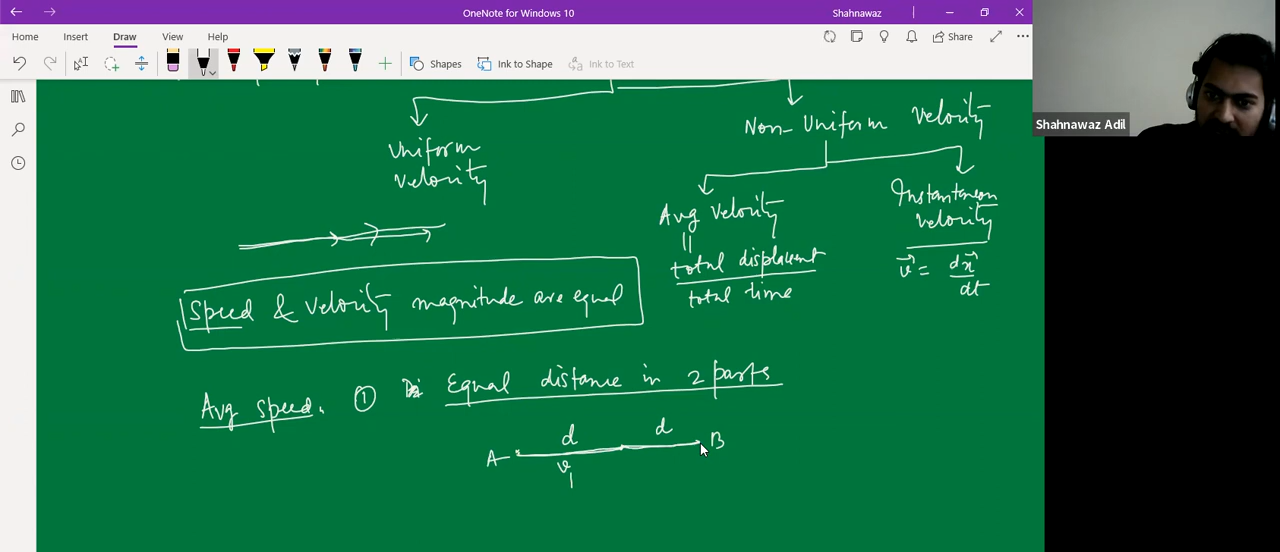 OneNote for Windows 10
Shahnawaz
Home Insert Draw View Help
Share
Shapes
Ink to Shape
Ink to Text
Shahnawaz Adil
Uniform
velocity
Non-Uniform velocity
Avg velocity
=
total displacent
total time
Instantaneon
velocity
v⃗ = dx⃗/dt
Speed & velocity magnitude are equal
Avg speed. ① Equal distance in 2 parts
d d
A B
v₁